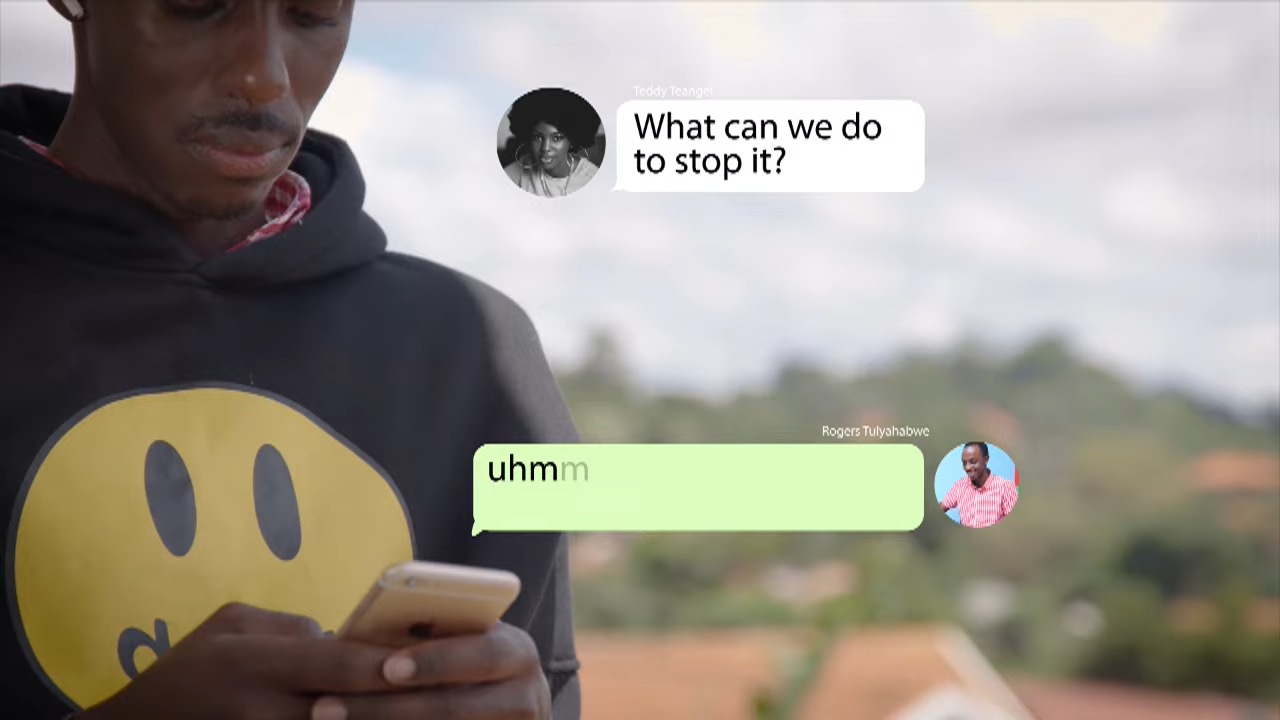 Teddy Teangel
What can we do
to stop it?
Rogers Tulyahabwe
uhmm